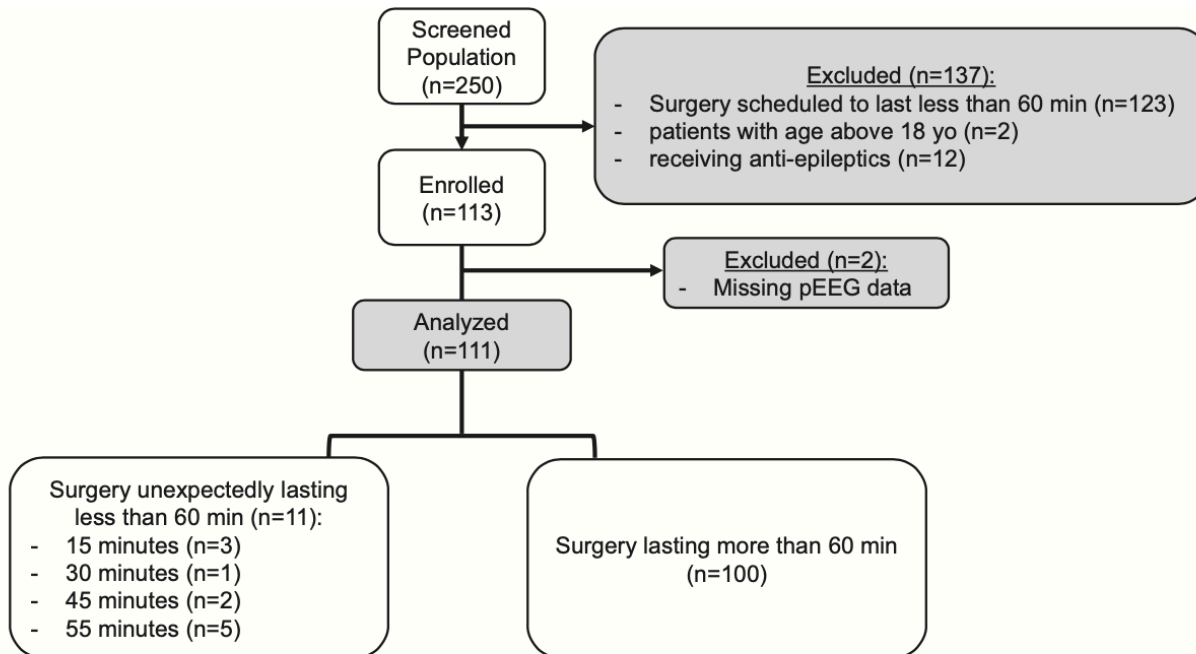 Screened
Population
(n=250)
Excluded (n=137):
- Surgery scheduled to last less than 60 min (n=123)
- patients with age above 18 yo (n=2)
- receiving anti-epileptics (n=12)
Enrolled
(n=113)
Excluded (n=2):
- Missing pEEG data
Analyzed
(n=111)
Surgery unexpectedly lasting
less than 60 min (n=11):
- 15 minutes (n=3)
- 30 minutes (n=1)
- 45 minutes (n=2)
- 55 minutes (n=5)
Surgery lasting more than 60 min
(n=100)